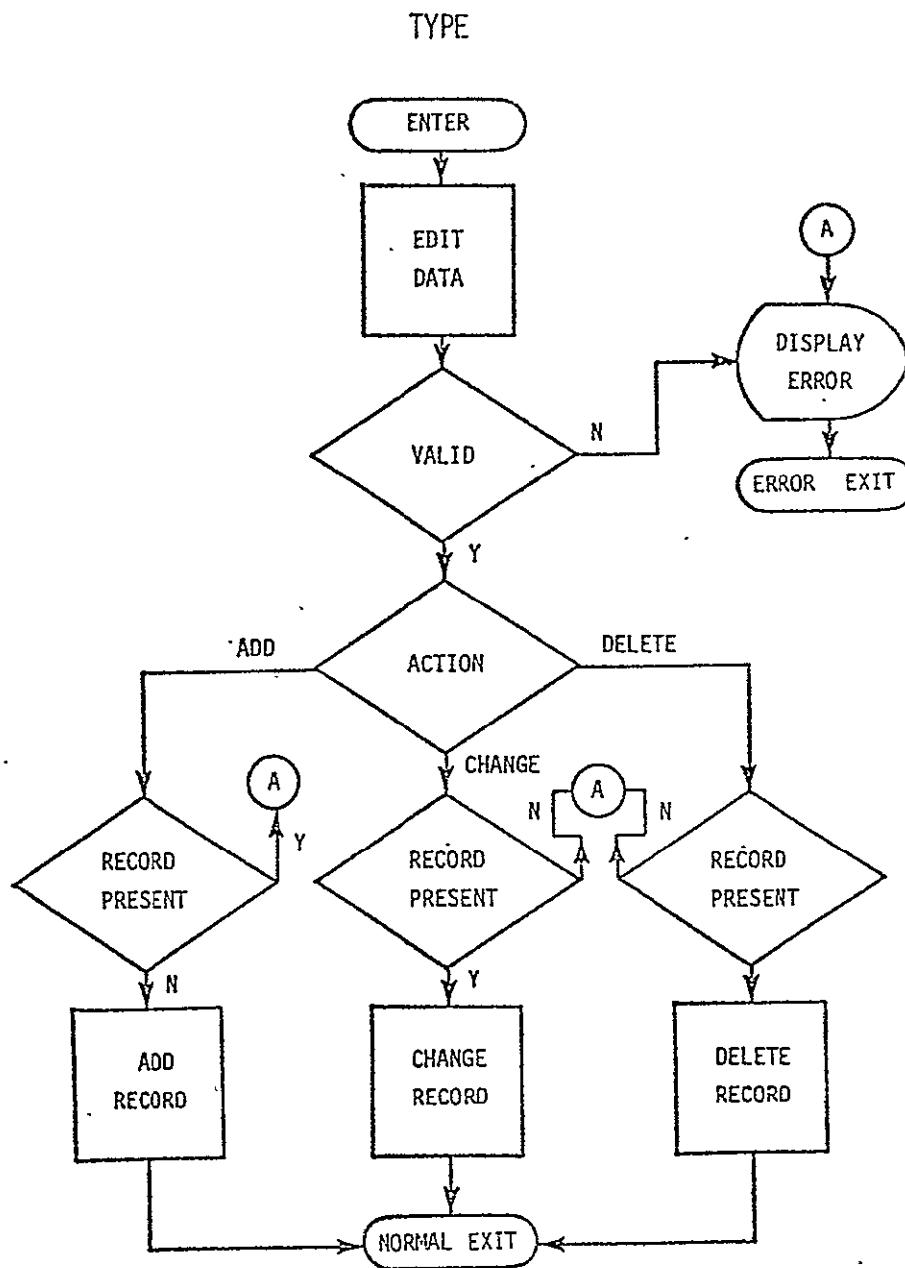 TYPE
ENTER
EDIT
DATA
A
DISPLAY
ERROR
VALID
N
ERROR EXIT
Y
ADD
ACTION
DELETE
CHANGE
A
Y
N
A
N
RECORD
PRESENT
RECORD
PRESENT
RECORD
PRESENT
N
Y
ADD
RECORD
CHANGE
RECORD
DELETE
RECORD
NORMAL EXIT